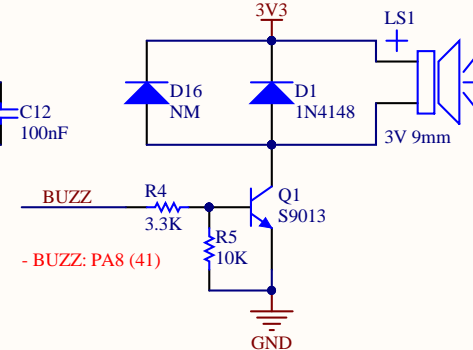 3V3
LS1
+
D16
NM
D1
1N4148
C12
100nF
3V 9mm
BUZZ
R4
3.3K
Q1
S9013
R5
10K
- BUZZ: PA8 (41)
GND